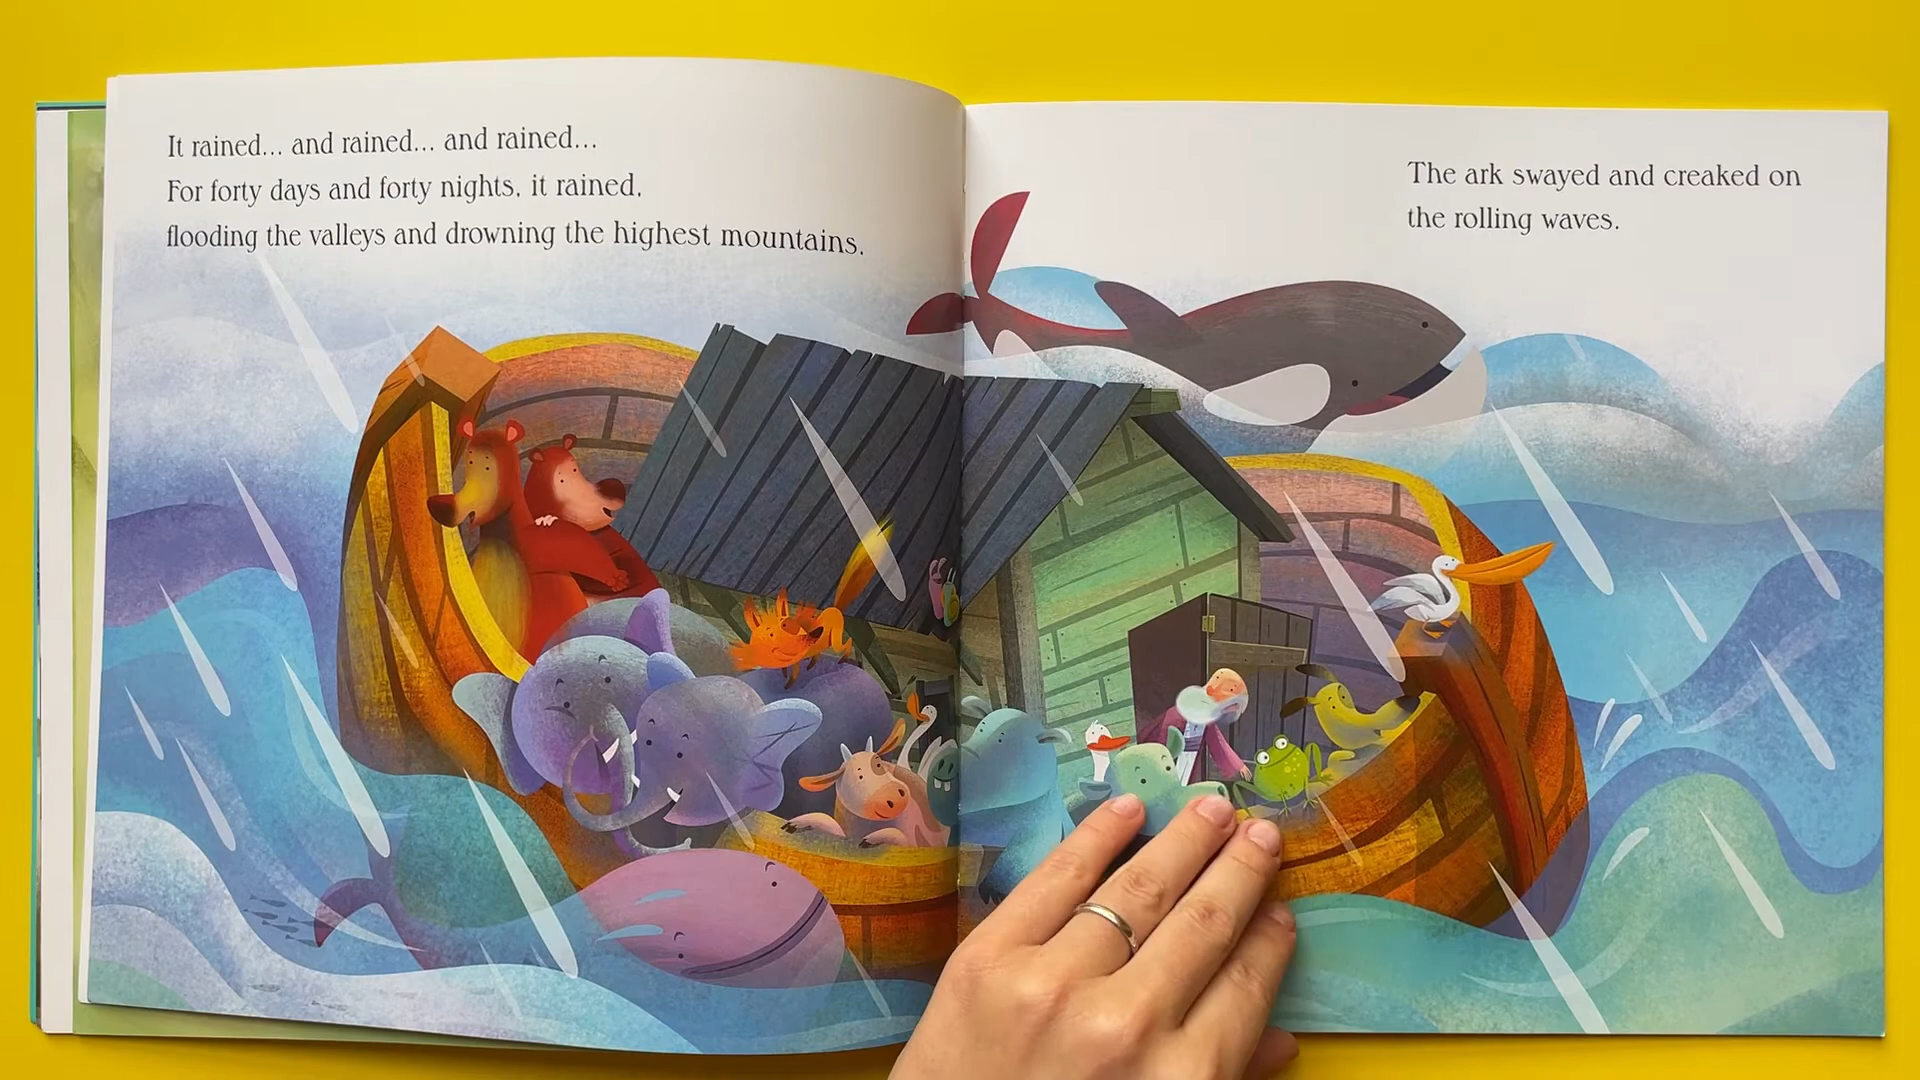 It rained... and rained... and rained...
For forty days and forty nights, it rained,
flooding the valleys and drowning the highest mountains.
The ark swayed and creaked on
the rolling waves.